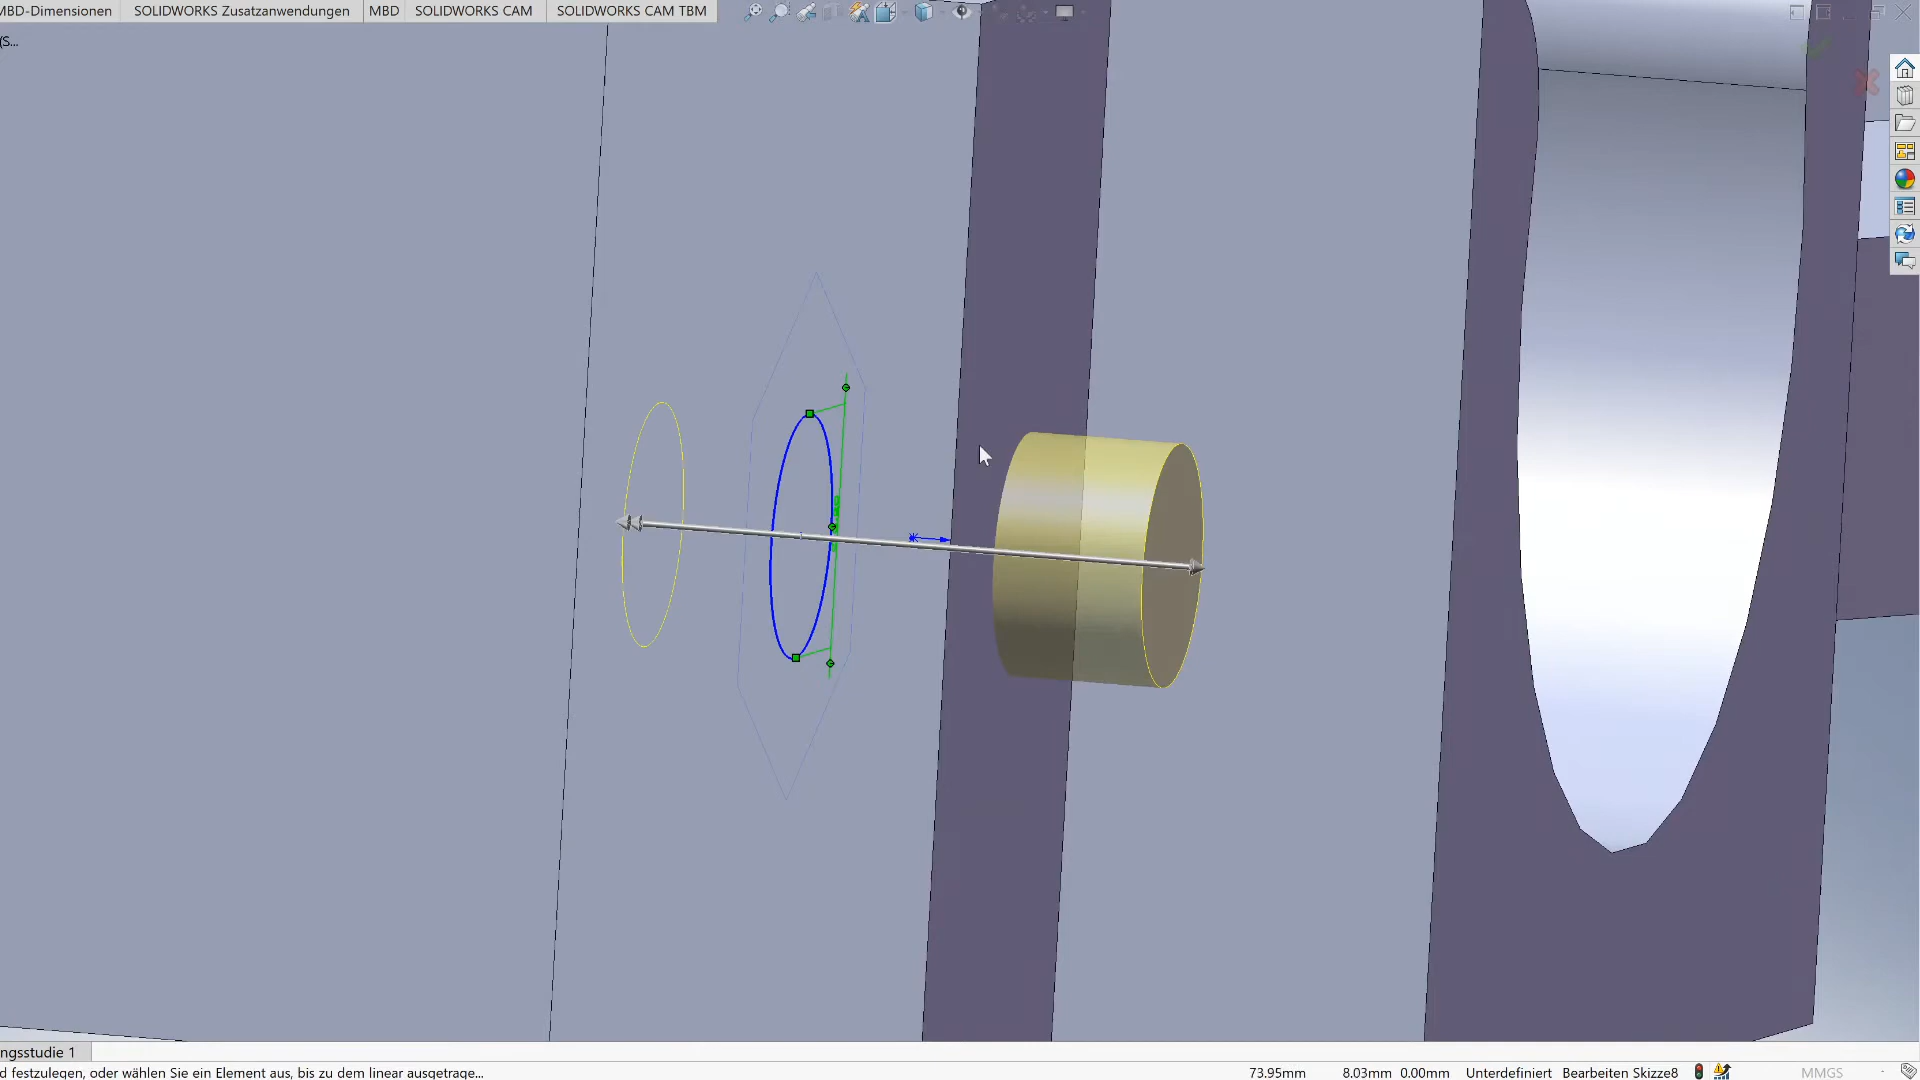 MBD-Dimensionen SOLIDWORKS Zusatzanwendungen MBD SOLIDWORKS CAM SOLIDWORKS CAM TBM
(S...
ngsstudie 1
d festzulegen, oder wählen Sie ein Element aus, bis zu dem linear ausgetrage... 73.95mm 8.03mm 0.00mm Unterdefiniert Bearbeiten Skizze8 MMGS -